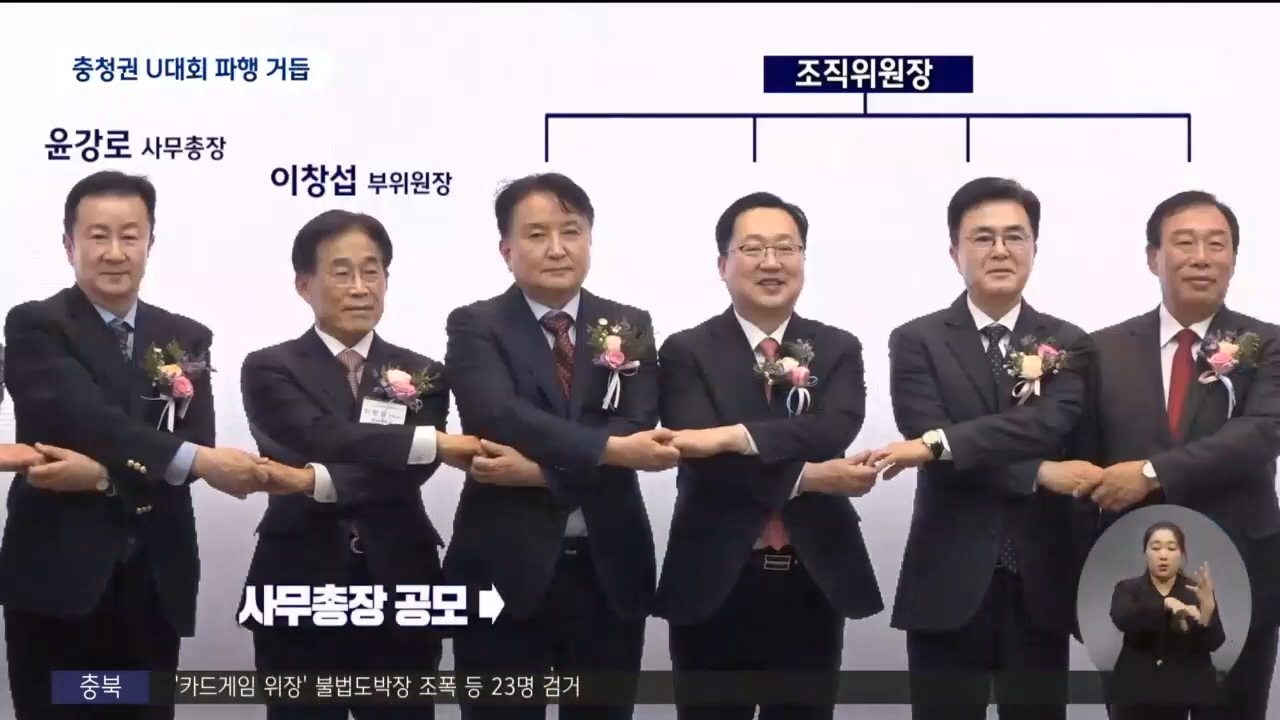 충청권 U대회 파행 거듭
조직위원장
윤강로 사무총장
이창섭 부위원장
사무총장 공모
충북 '카드게임 위장' 불법도박장 조폭 등 23명 검거